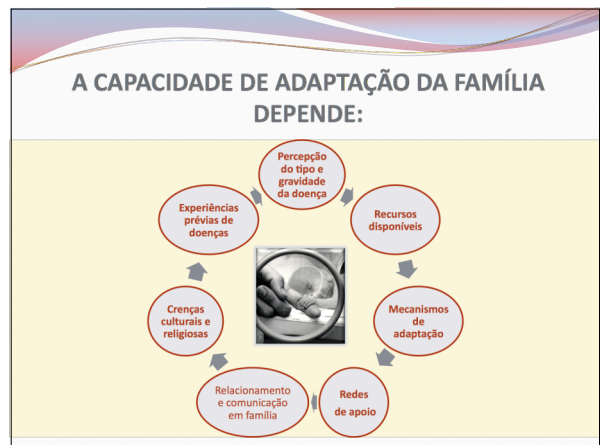 A CAPACIDADE DE ADAPTAÇÃO DA FAMÍLIA
DEPENDE:
Percepção
do tipo e
gravidade
da doença
Recursos
disponíveis
Mecanismos
de
adaptação
Redes
de apoio
Relacionamento
e comunicação
em família
Crenças
culturais e
religiosas
Experiências
prévias de
doenças